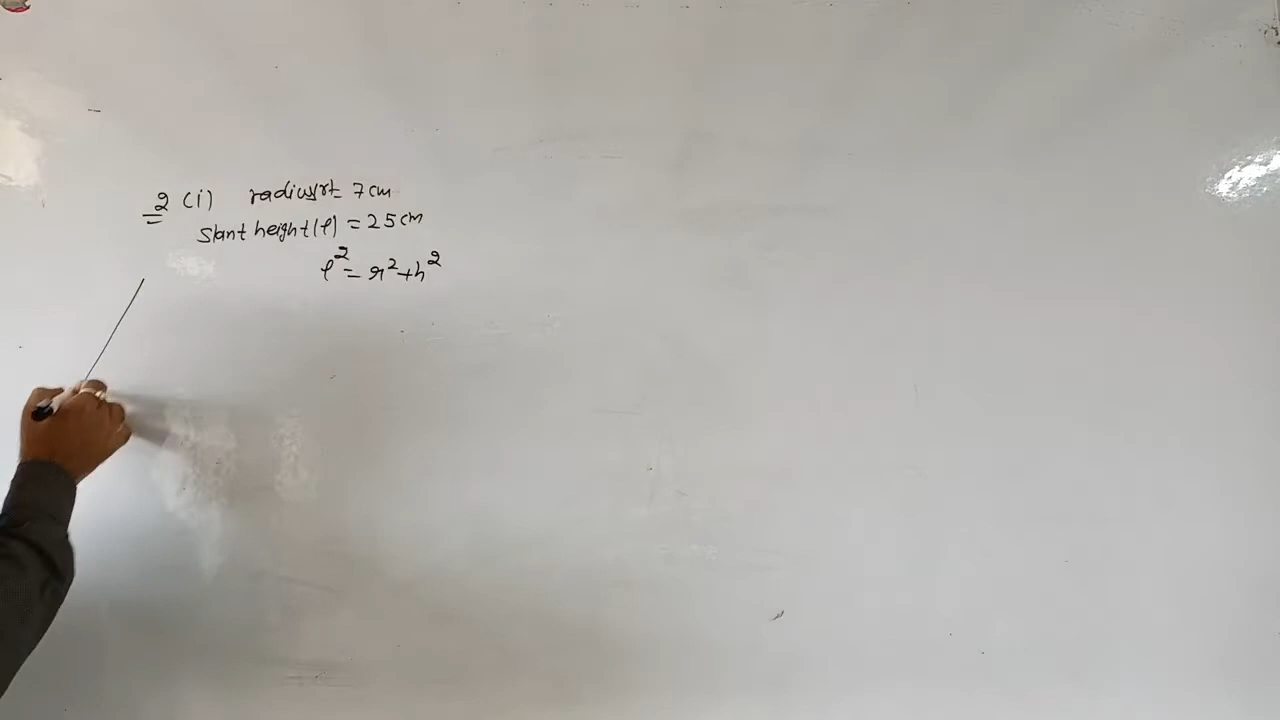 2 (i) radius(r)= 7 cm
Slant height (l) = 25 cm
l² = r² + h²